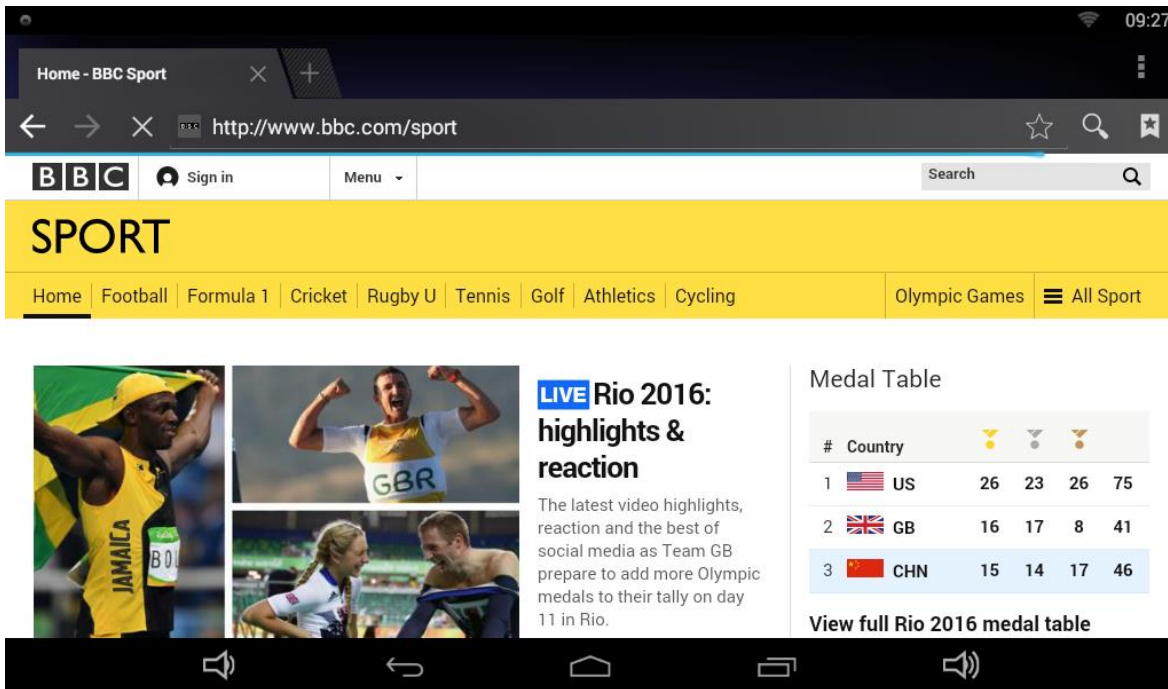 09:27
Home - BBC Sport
http://www.bbc.com/sport
BBC Sign in Menu Search
SPORT
Home Football Formula 1 Cricket Rugby U Tennis Golf Athletics Cycling Olympic Games All Sport
JAMAICA
BOL
GBR
LIVE Rio 2016:
highlights &
reaction
The latest video highlights,
reaction and the best of
social media as Team GB
prepare to add more Olympic
medals to their tally on day
11 in Rio.
Medal Table
# Country
1 US 26 23 26 75
2 GB 16 17 8 41
3 CHN 15 14 17 46
View full Rio 2016 medal table